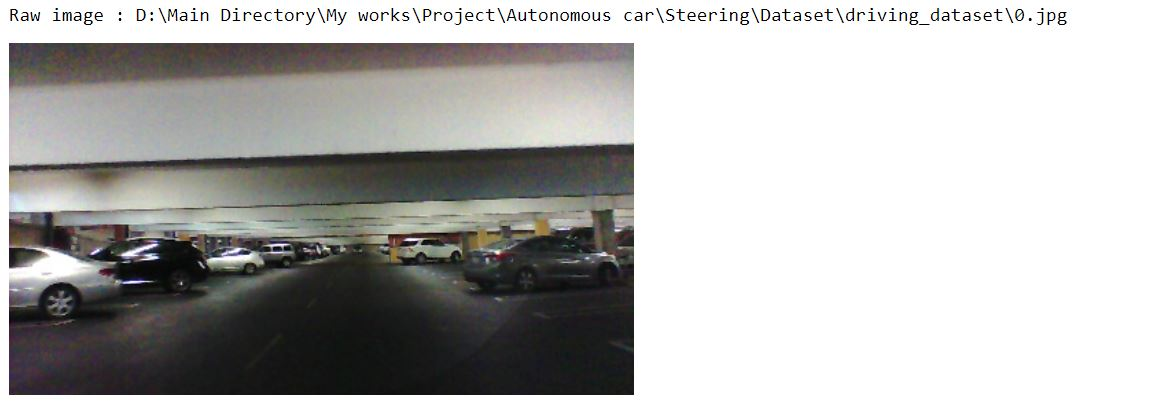 Raw image : D:\Main Directory\My works\Project\Autonomous car\Steering\Dataset\driving_dataset\0.jpg